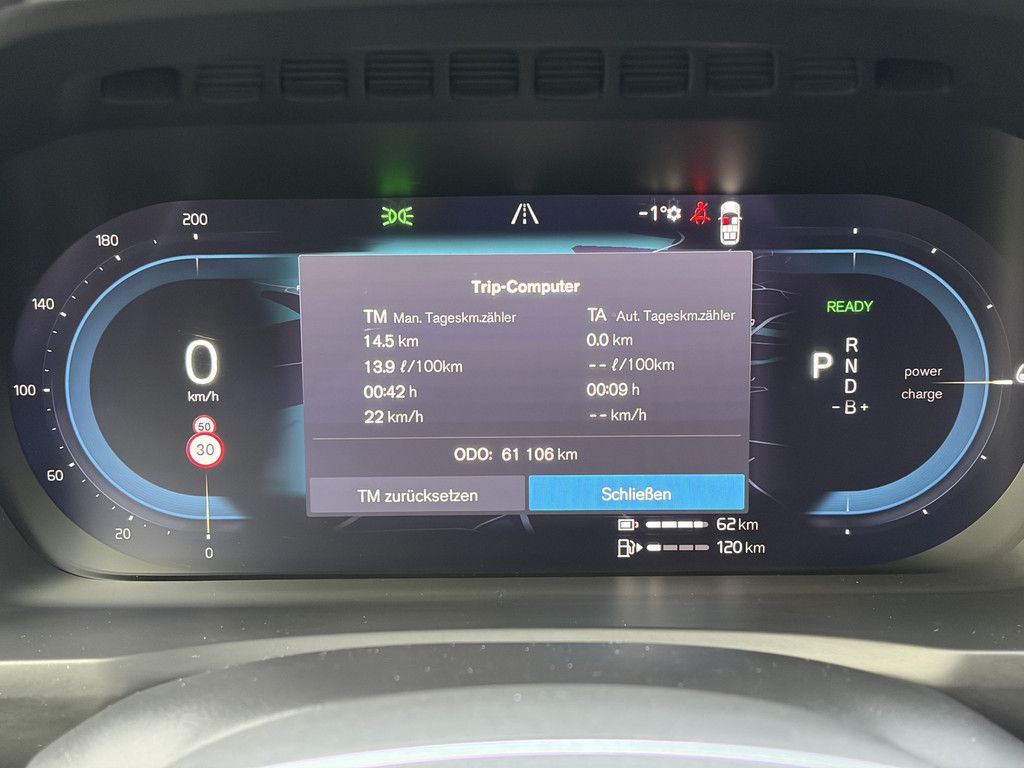 200
180
140
100
60
20
0
0
km/h
50
30
-1°
Trip-Computer
TM Man. Tageskm.zähler
14.5 km
13.9 ℓ/100km
00:42 h
22 km/h
TA Aut. Tageskm.zähler
0.0 km
-- ℓ/100km
00:09 h
-- km/h
ODO: 61 106 km
TM zurücksetzen
Schließen
62 km
120 km
READY
P
R
N
D
-B+
power
charge